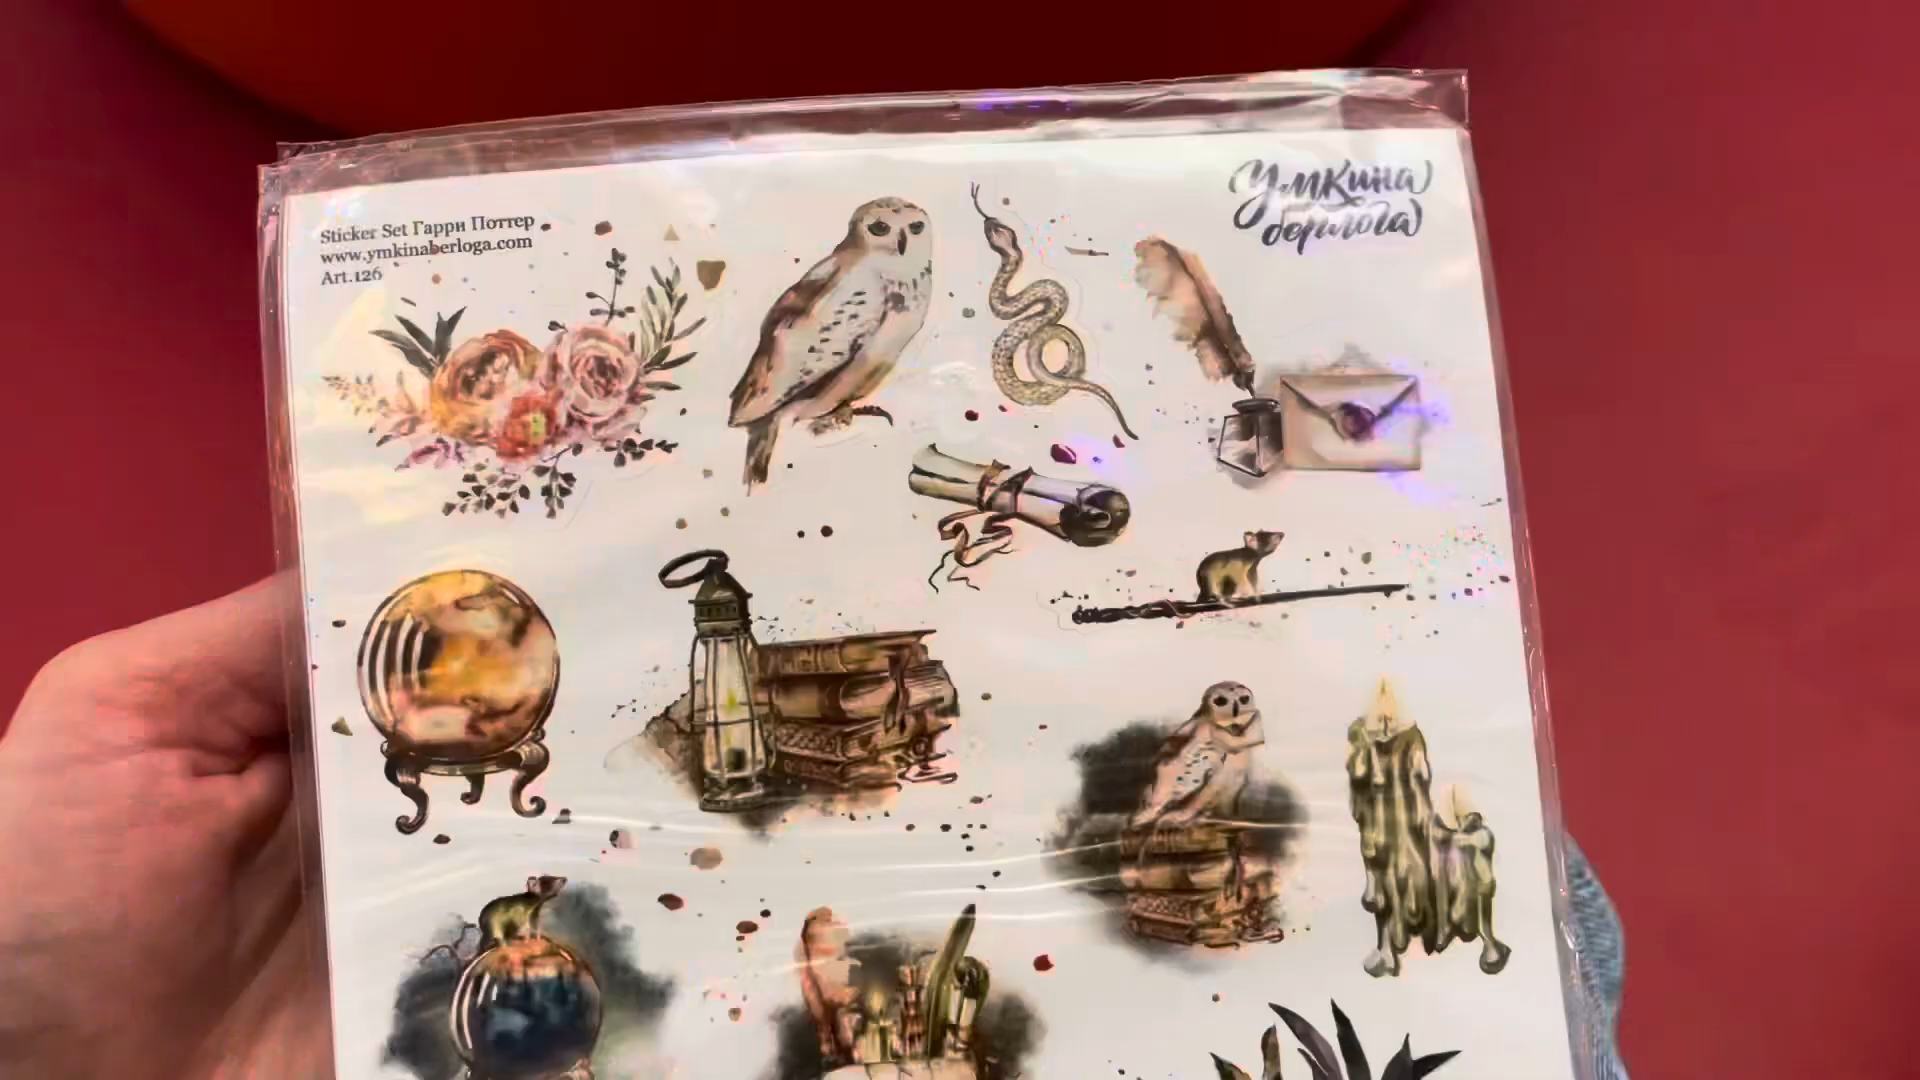 Sticker Set Гарри Поттер
www.ymkinaberloga.com
Art.126
Умкина
берлога